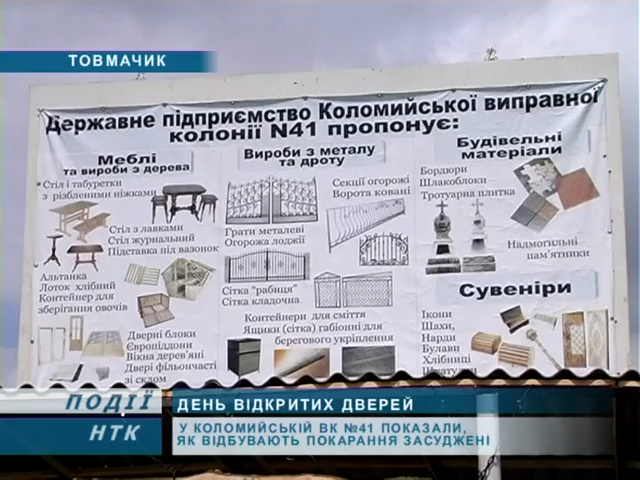 ТОВМАЧИК
Державне підприємство Коломийської виправної
колонії №41 пропонує:
Меблі
та вироби з дерева
Стіл і табуретки
з різбленими ніжками
Стіл з лавками
Стіл журнальний
Підставка під вазонок
Альтанка
Лоток хлібний
Контейнер для
зберігання овочів
Дверні блоки
Європіддони
Вікна дерев'яні
Двері фільончасті
зі склом
Вироби з металу
та дроту
Секції огорожі
Ворота ковані
Грати металеві
Огорожа лоджії
Сітка "рабиця"
Сітка кладочна
Контейнери для сміття
Ящики (сітка) габіонні для
берегового укріплення
Будівельні
матеріали
Бордюри
Шлакоблоки
Тротуарна плитка
Надмогильні
пам'ятники
Сувеніри
Ікони
Шахи,
Нарди
Булави
Хлібниці
Шкатулки
ПОДІЇ
НТК
ДЕНЬ ВІДКРИТИХ ДВЕРЕЙ
У КОЛОМИЙСЬКІЙ ВК №41 ПОКАЗАЛИ,
ЯК ВІДБУВАЮТЬ ПОКАРАННЯ ЗАСУДЖЕНІ